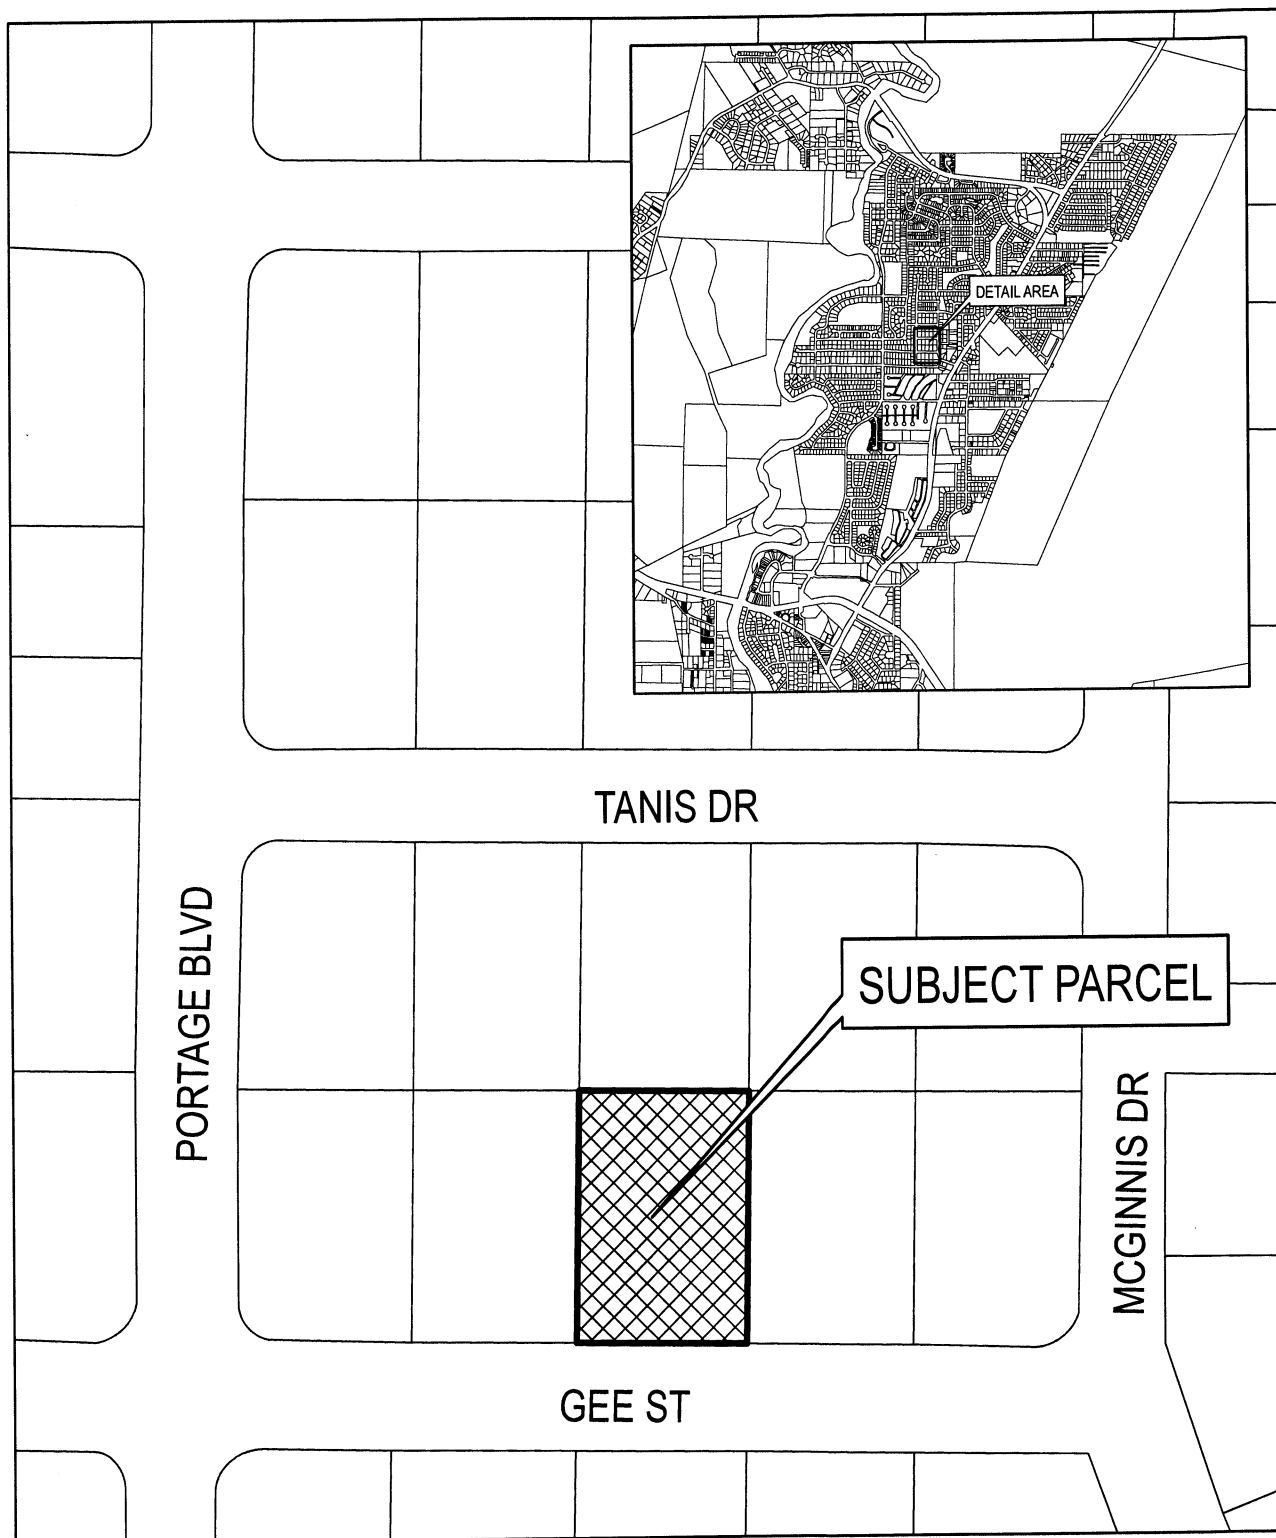 DETAIL AREA
TANIS DR
PORTAGE BLVD
SUBJECT PARCEL
MCGINNIS DR
GEE ST